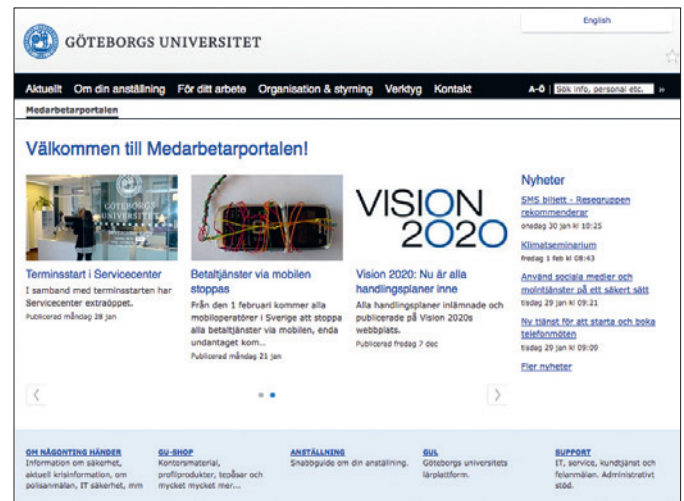 English
GÖTEBORGS UNIVERSITET
Aktuellt Om din anställning För ditt arbete Organisation & styrning Verktyg Kontakt A-Ö | Sök info, personal etc. »
Medarbetarportalen
Välkommen till Medarbetarportalen!
GÖTEBORGS
UNIVERSITET
Terminsstart i Servicecenter
I samband med terminsstarten har
Servicecenter extraöppet.
Publicerad måndag 28 jan
Betaltjänster via mobilen
stoppas
Från den 1 februari kommer alla
mobiloperatörer i Sverige att stoppa
alla betaltjänster via mobilen, enda
undantaget kom...
Publicerad måndag 21 jan
VISION
2020
Vision 2020: Nu är alla
handlingsplaner inne
Alla handlingsplaner inlämnade och
publicerade på Vision 2020s
webbplats.
Publicerad fredag 7 dec
Nyheter
SMS biljett - Resegruppen
rekommenderar
onsdag 30 jan kl 10:25
Klimatseminarium
fredag 1 feb kl 08:43
Använd sociala medier och
molntjänster på ett säkert sätt
tisdag 29 jan kl 09:21
Ny tjänst för att starta och boka
telefonmöten
tisdag 29 jan kl 09:09
Fler nyheter
OM NÅGONTING HÄNDER
Information om säkerhet,
aktuell krisinformation, om
polisanmälan, IT säkerhet, mm
GU-SHOP
Kontorsmaterial,
profilprodukter, tepåsar och
mycket mycket mer...
ANSTÄLLNING
Snabbguide om din anställning.
GUL
Göteborgs universitets
lärplattform.
SUPPORT
IT, service, kundtjänst och
felanmälan. Administrativt
stöd.